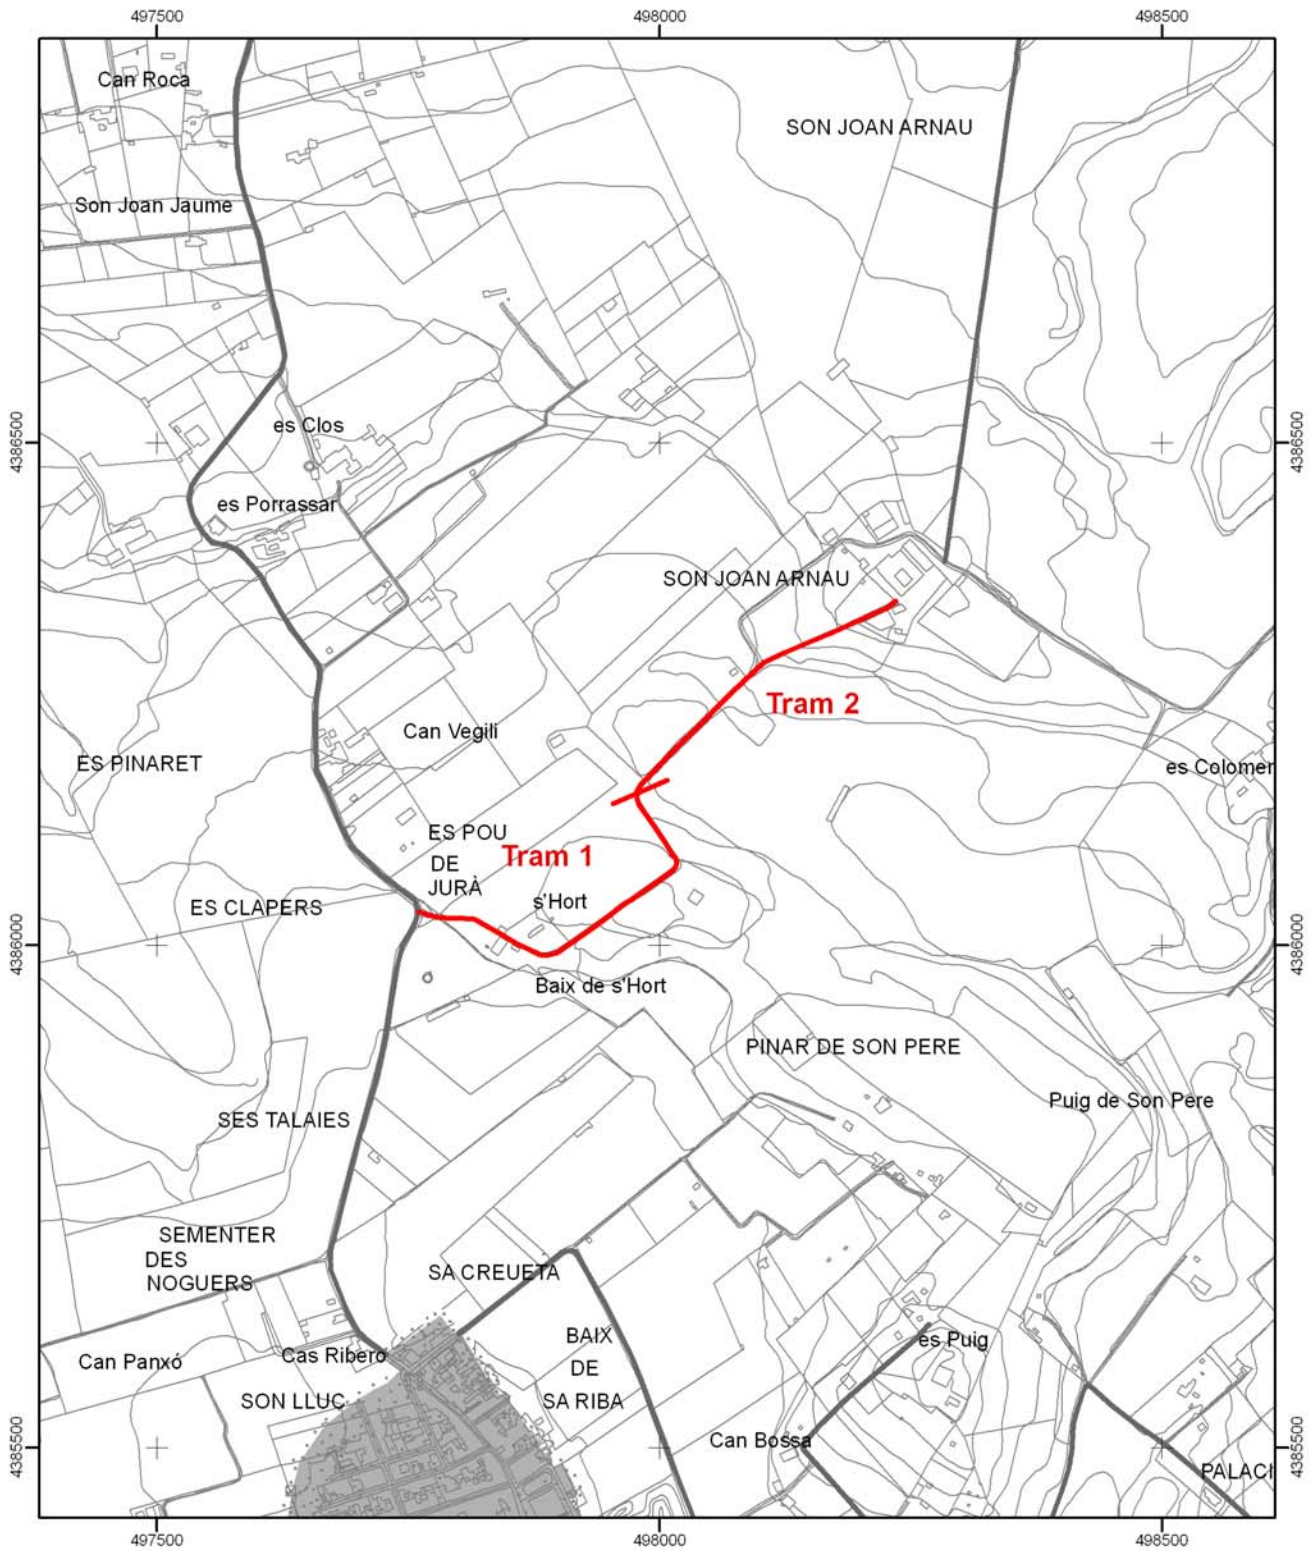 497500
498000
498500
Can Roca
SON JOAN ARNAU
Son Joan Jaume
es Clos
4386500
4386500
es Porrassar
SON JOAN ARNAU
Tram 2
Can Vegili
ES PINARET
es Colomer
ES POU
DE
JURÀ
Tram 1
s'Hort
ES CLAPERS
4386000
4386000
Baix de s'Hort
PINAR DE SON PERE
Puig de Son Pere
SES TALAIES
SEMENTER
DES
NOGUERS
SA CREUETA
BAIX
DE
SA RIBA
es Puig
Cas Ribero
Can Panxó
SON LLUC
Can Bossa
4385500
4385500
PALACI
497500
498000
498500